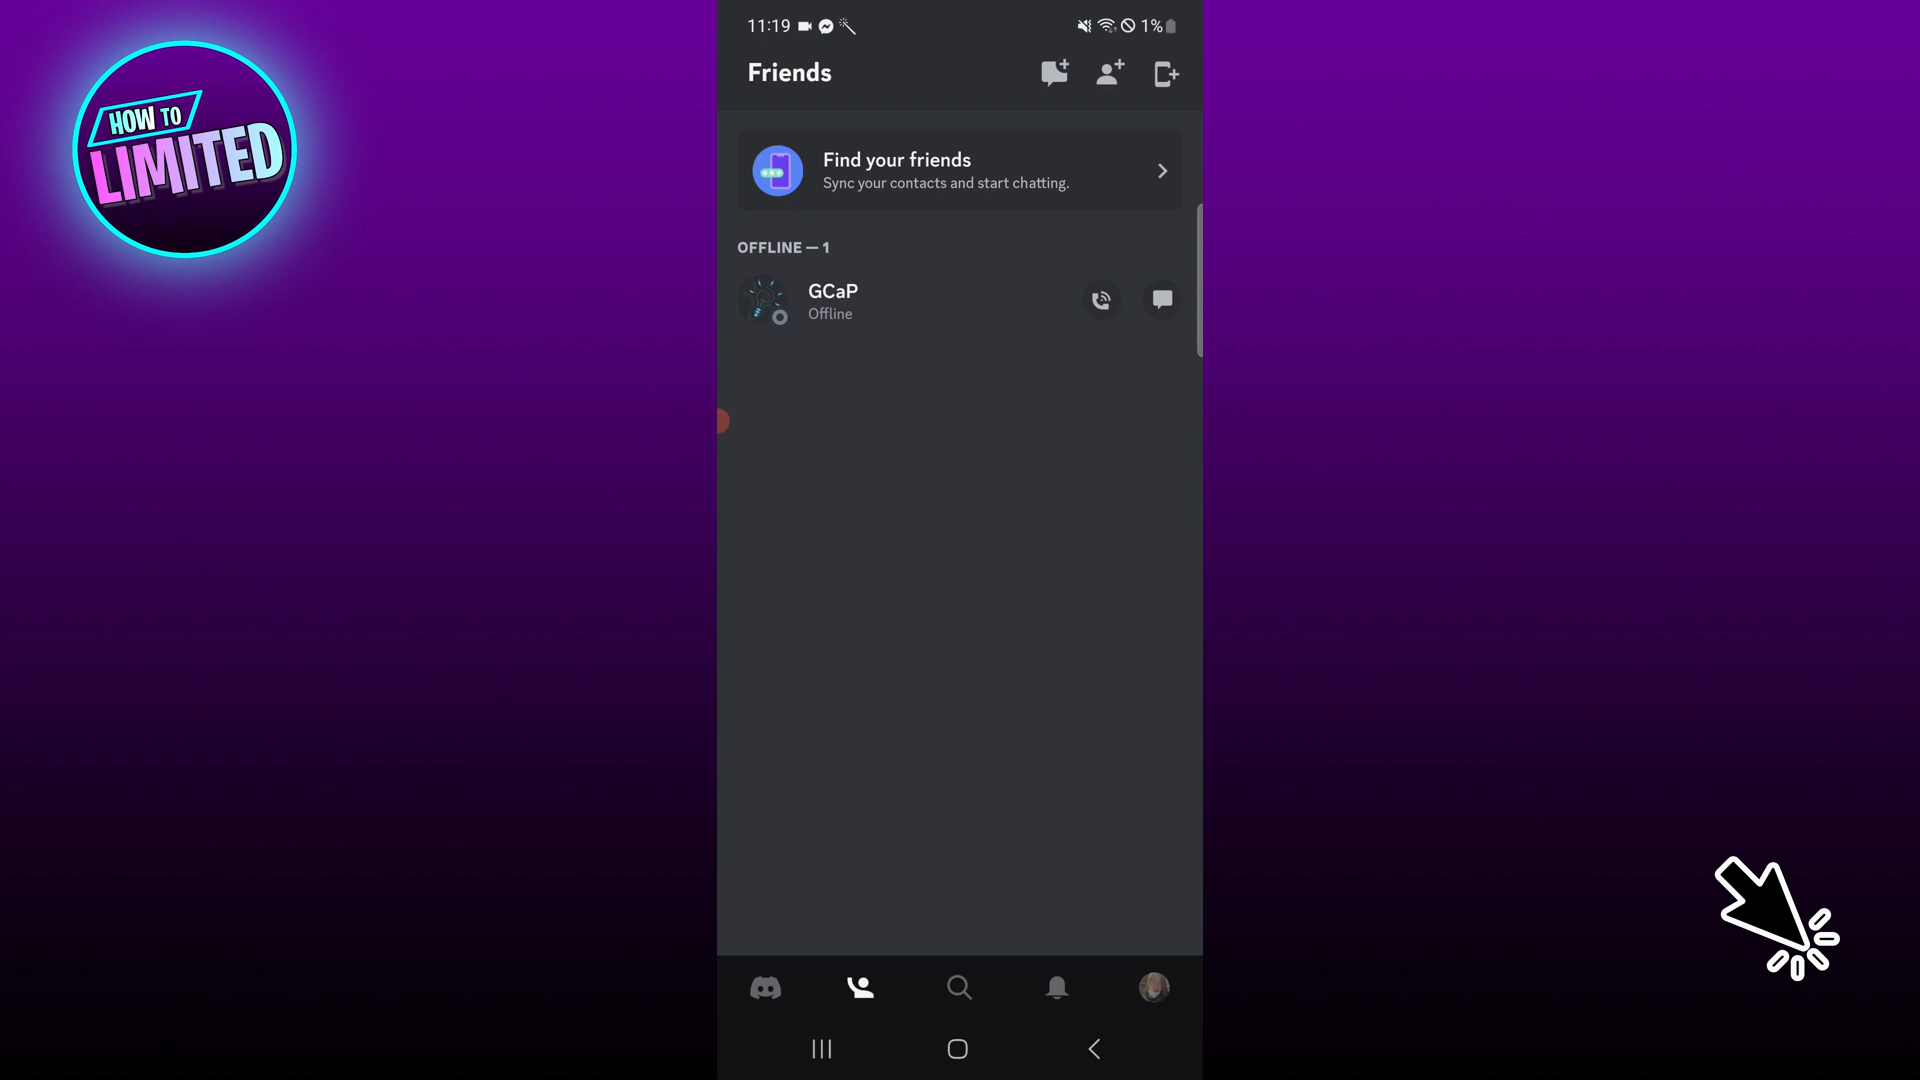 HOW TO
LIMITED
11:19
1%
Friends
Find your friends
Sync your contacts and start chatting.
OFFLINE — 1
GCaP
Offline